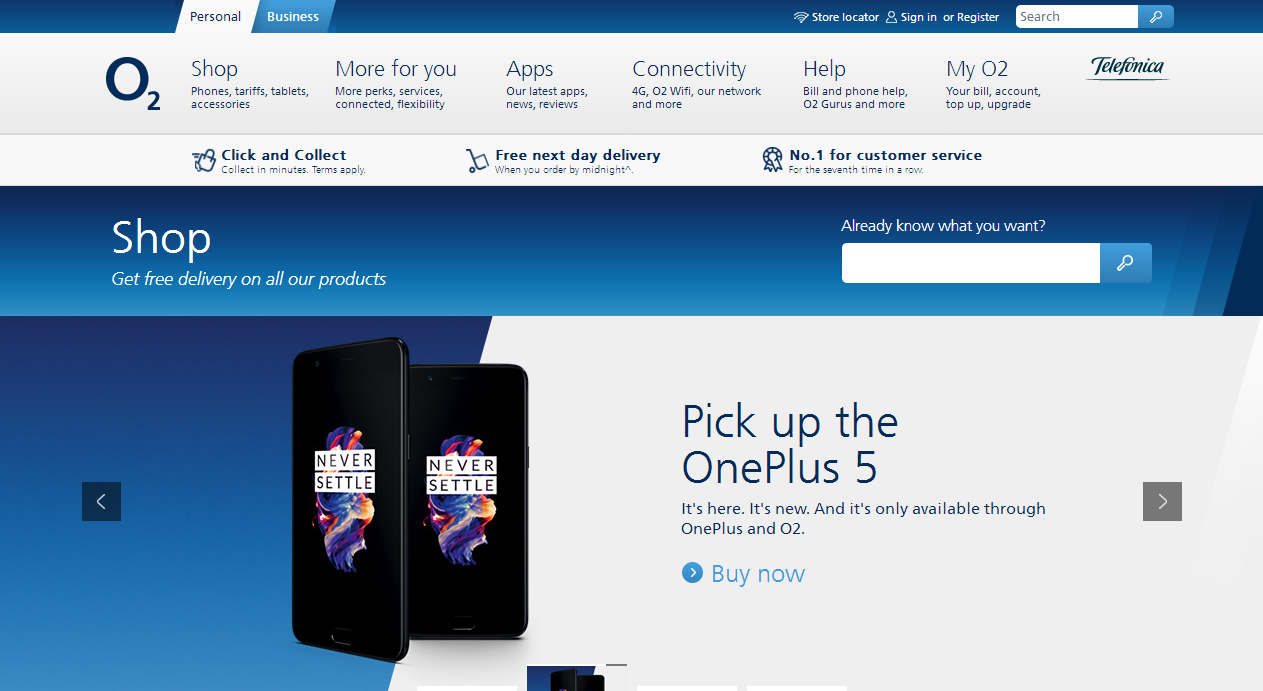 Personal
Business
Store locator
Sign in or Register
Search
O2
Shop
Phones, tariffs, tablets,
accessories
More for you
More perks, services,
connected, flexibility
Apps
Our latest apps,
news, reviews
Connectivity
4G, O2 Wifi, our network
and more
Help
Bill and phone help,
O2 Gurus and more
My O2
Your bill, account,
top up, upgrade
Telefónica
Click and Collect
Collect in minutes. Terms apply.
Free next day delivery
When you order by midnight^.
No.1 for customer service
For the seventh time in a row.
Shop
Get free delivery on all our products
Already know what you want?
NEVER
SETTLE
NEVER
SETTLE
Pick up the
OnePlus 5
It's here. It's new. And it's only available through
OnePlus and O2.
Buy now